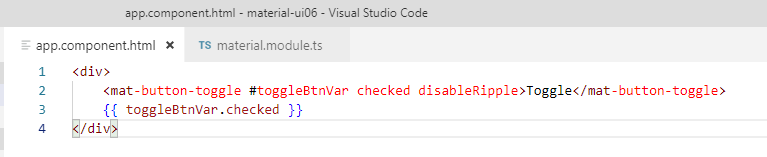 app.component.html - material-ui06 - Visual Studio Code
app.component.html × TS material.module.ts
1 <div>
2 <mat-button-toggle #toggleBtnVar checked disableRipple>Toggle</mat-button-toggle>
3 {{ toggleBtnVar.checked }}
4 </div>